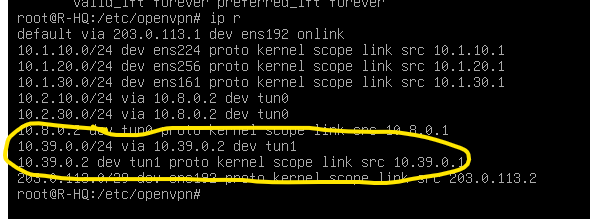 valid_lft forever preferred_lft forever
root@R-HQ:/etc/openvpn# ip r
default via 203.0.113.1 dev ens192 onlink
10.1.10.0/24 dev ens224 proto kernel scope link src 10.1.10.1
10.1.20.0/24 dev ens256 proto kernel scope link src 10.1.20.1
10.1.30.0/24 dev ens161 proto kernel scope link src 10.1.30.1
10.2.10.0/24 via 10.8.0.2 dev tun0
10.2.30.0/24 via 10.8.0.2 dev tun0
10.8.0.2 dev tun0 proto kernel scope link src 10.8.0.1
10.39.0.0/24 via 10.39.0.2 dev tun1
10.39.0.2 dev tun1 proto kernel scope link src 10.39.0.1
203.0.113.0/29 dev ens192 proto kernel scope link src 203.0.113.2
root@R-HQ:/etc/openvpn#